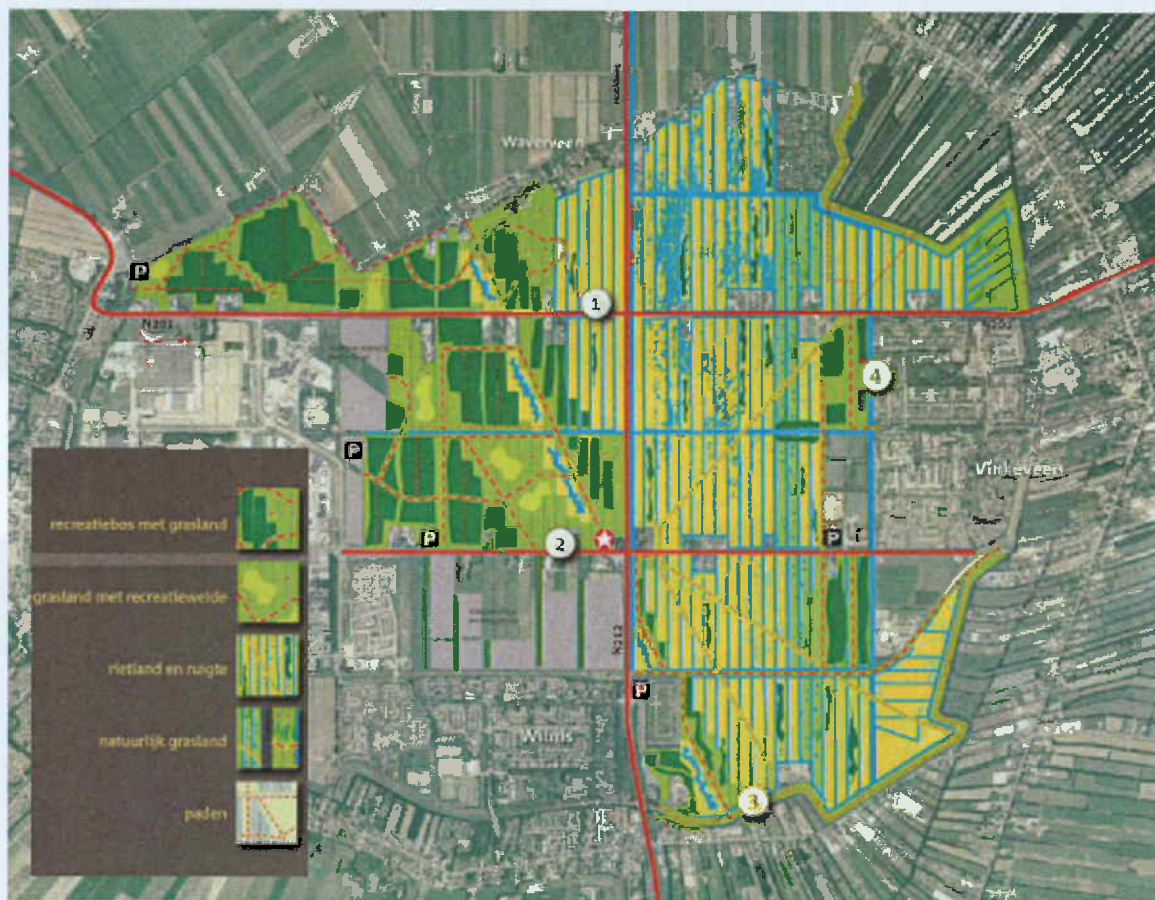 Waverveen
P
1
N201
N201
4
P
Vinkeveen
recreatiebos met grasland
P
2
P
grasland met recreatieweide
N212
rietland en ruigte
P
natuurlijk grasland
Wilnis
3
paden